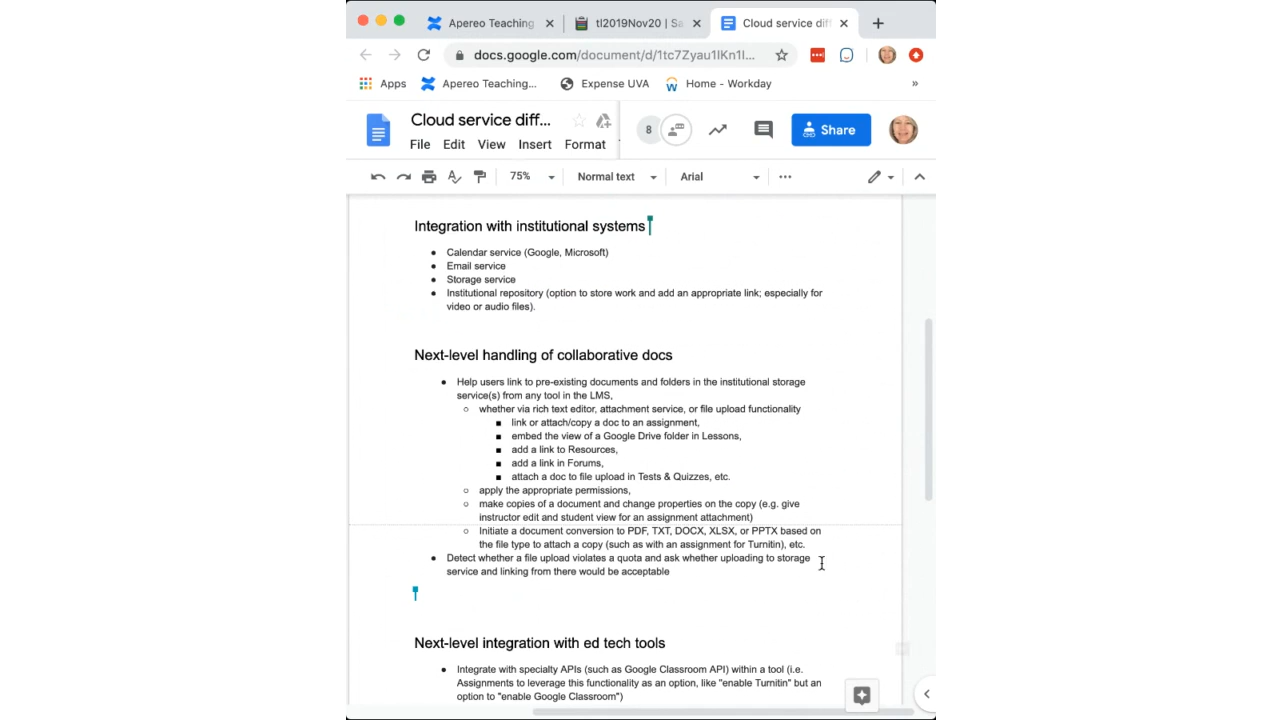 Apereo Teaching
tl2019Nov20 | Sa
Cloud service diff
docs.google.com/document/d/1tc7Zyau1lKn1I...
Apps
Apereo Teaching...
Expense UVA
Home - Workday
»
Cloud service diff...
8
Share
File Edit View Insert Format
75% Normal text Arial
Integration with institutional systems
● Calendar service (Google, Microsoft)
● Email service
● Storage service
● Institutional repository (option to store work and add an appropriate link; especially for
video or audio files).
Next-level handling of collaborative docs
● Help users link to pre-existing documents and folders in the institutional storage
service(s) from any tool in the LMS,
○ whether via rich text editor, attachment service, or file upload functionality
■ link or attach/copy a doc to an assignment,
■ embed the view of a Google Drive folder in Lessons,
■ add a link to Resources,
■ add a link in Forums,
■ attach a doc to file upload in Tests & Quizzes, etc.
○ apply the appropriate permissions,
○ make copies of a document and change properties on the copy (e.g. give
instructor edit and student view for an assignment attachment)
○ Initiate a document conversion to PDF, TXT, DOCX, XLSX, or PPTX based on
the file type to attach a copy (such as with an assignment for Turnitin), etc.
● Detect whether a file upload violates a quota and ask whether uploading to storage
service and linking from there would be acceptable
Next-level integration with ed tech tools
● Integrate with specialty APIs (such as Google Classroom API) within a tool (i.e.
Assignments to leverage this functionality as an option, like "enable Turnitin" but an
option to "enable Google Classroom")